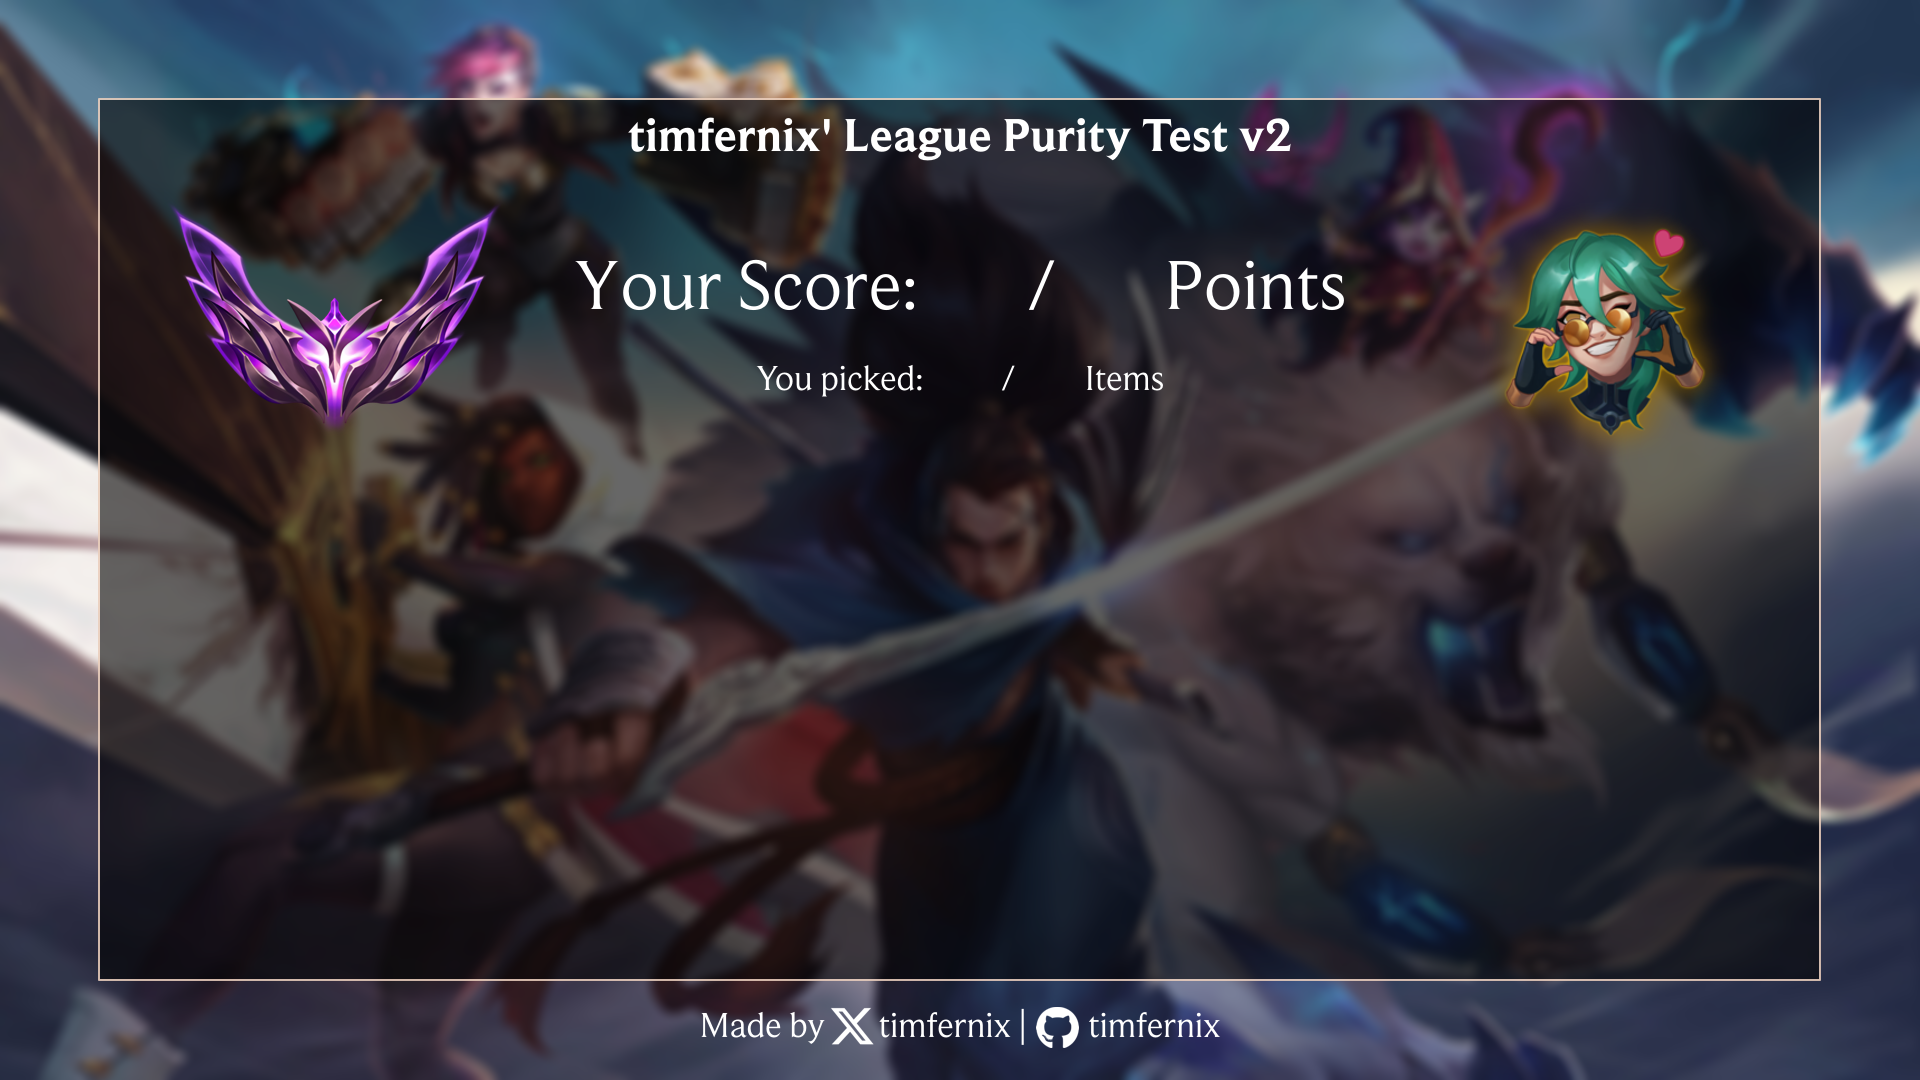 timfernix' League Purity Test v2
Your Score: / Points
You picked: / Items
Made by timfernix | timfernix